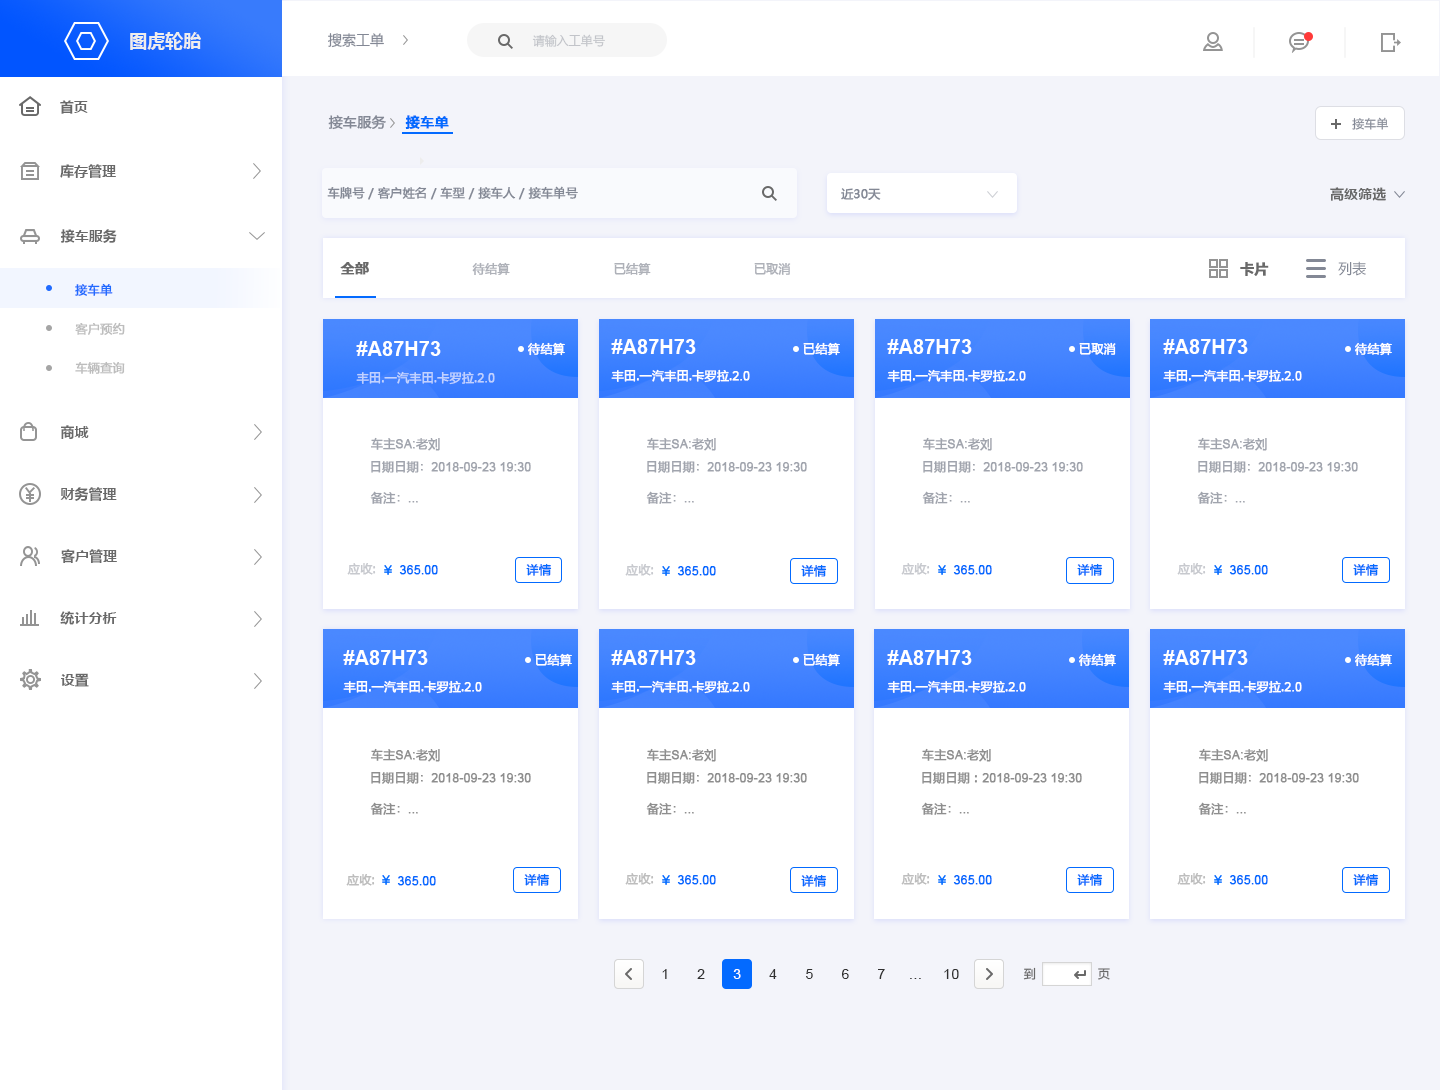 图虎轮胎
搜索工单
请输入工单号
首页
库存管理
接车服务
接车单
客户预约
车辆查询
商城
财务管理
客户管理
统计分析
设置
接车服务 接车单
+ 接车单
车牌号 / 客户姓名 / 车型 / 接车人 / 接车单号
近30天
高级筛选
全部 待结算 已结算 已取消
卡片 列表
#A87H73 待结算
丰田.一汽丰田.卡罗拉.2.0
车主SA:老刘
日期日期：2018-09-23 19:30
备注：...
应收: ¥ 365.00 详情
#A87H73 已结算
丰田.一汽丰田.卡罗拉.2.0
车主SA:老刘
日期日期：2018-09-23 19:30
备注：...
应收: ¥ 365.00 详情
#A87H73 已取消
丰田.一汽丰田.卡罗拉.2.0
车主SA:老刘
日期日期：2018-09-23 19:30
备注：...
应收: ¥ 365.00 详情
#A87H73 待结算
丰田.一汽丰田.卡罗拉.2.0
车主SA:老刘
日期日期：2018-09-23 19:30
备注：...
应收: ¥ 365.00 详情
#A87H73 已结算
丰田.一汽丰田.卡罗拉.2.0
车主SA:老刘
日期日期：2018-09-23 19:30
备注：...
应收: ¥ 365.00 详情
#A87H73 已结算
丰田.一汽丰田.卡罗拉.2.0
车主SA:老刘
日期日期：2018-09-23 19:30
备注：...
应收: ¥ 365.00 详情
#A87H73 待结算
丰田.一汽丰田.卡罗拉.2.0
车主SA:老刘
日期日期：2018-09-23 19:30
备注：...
应收: ¥ 365.00 详情
#A87H73 待结算
丰田.一汽丰田.卡罗拉.2.0
车主SA:老刘
日期日期：2018-09-23 19:30
备注：...
应收: ¥ 365.00 详情
1 2 3 4 5 6 7 ... 10 到 页